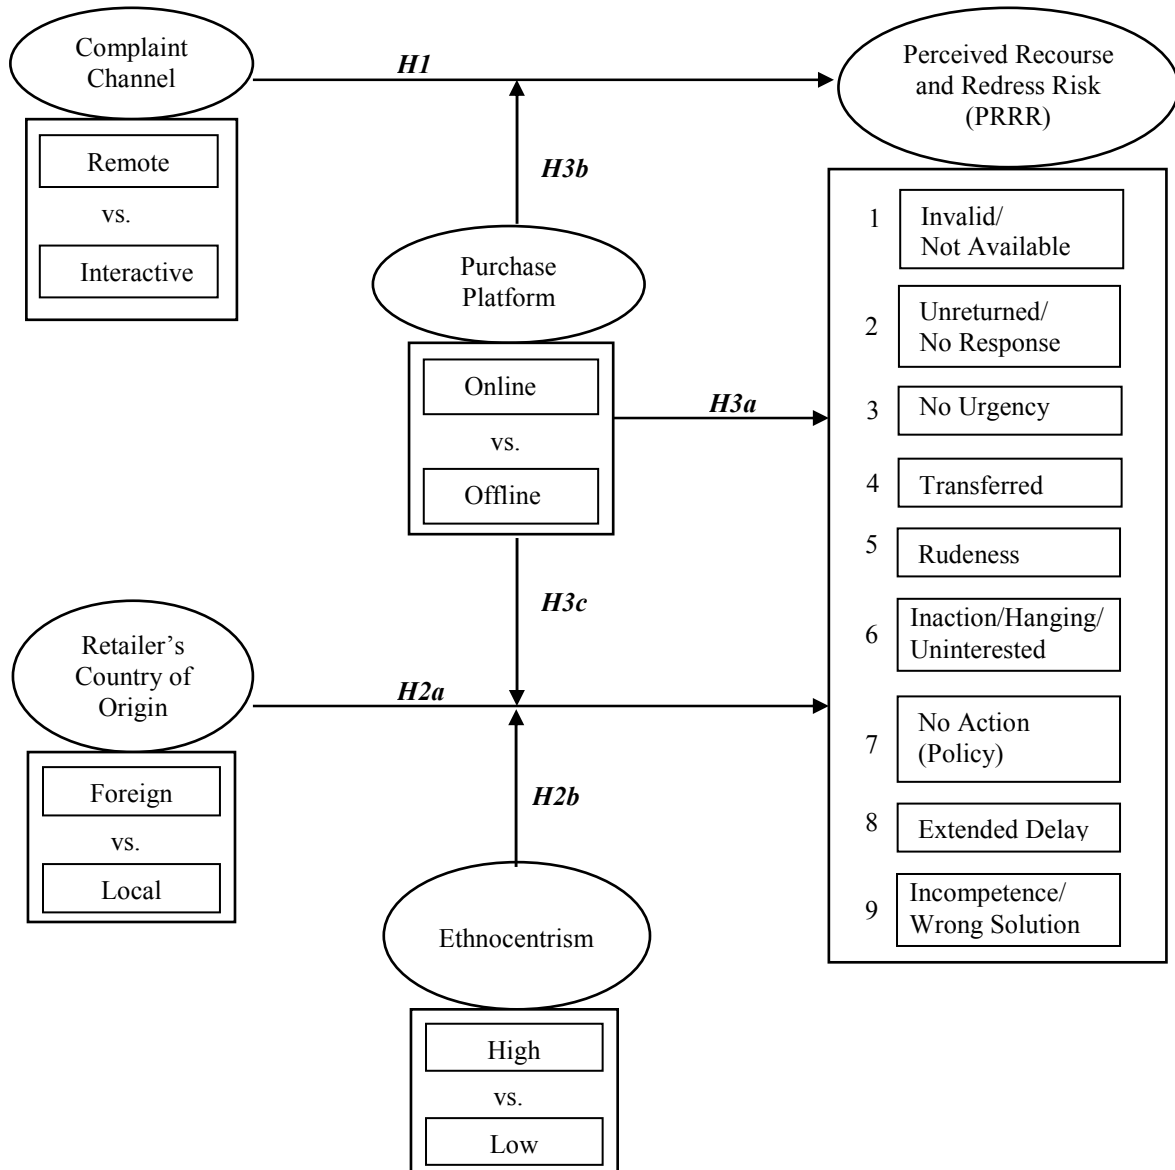 Complaint
Channel
Remote
vs.
Interactive
H1
H3b
Perceived Recourse
and Redress Risk
(PRRR)
Purchase
Platform
Online
vs.
Offline
H3a
H3c
Retailer’s
Country of
Origin
Foreign
vs.
Local
H2a
H2b
Ethnocentrism
High
vs.
Low
1 Invalid/
Not Available
2 Unreturned/
No Response
3 No Urgency
4 Transferred
5 Rudeness
6 Inaction/Hanging/
Uninterested
7 No Action
(Policy)
8 Extended Delay
9 Incompetence/
Wrong Solution